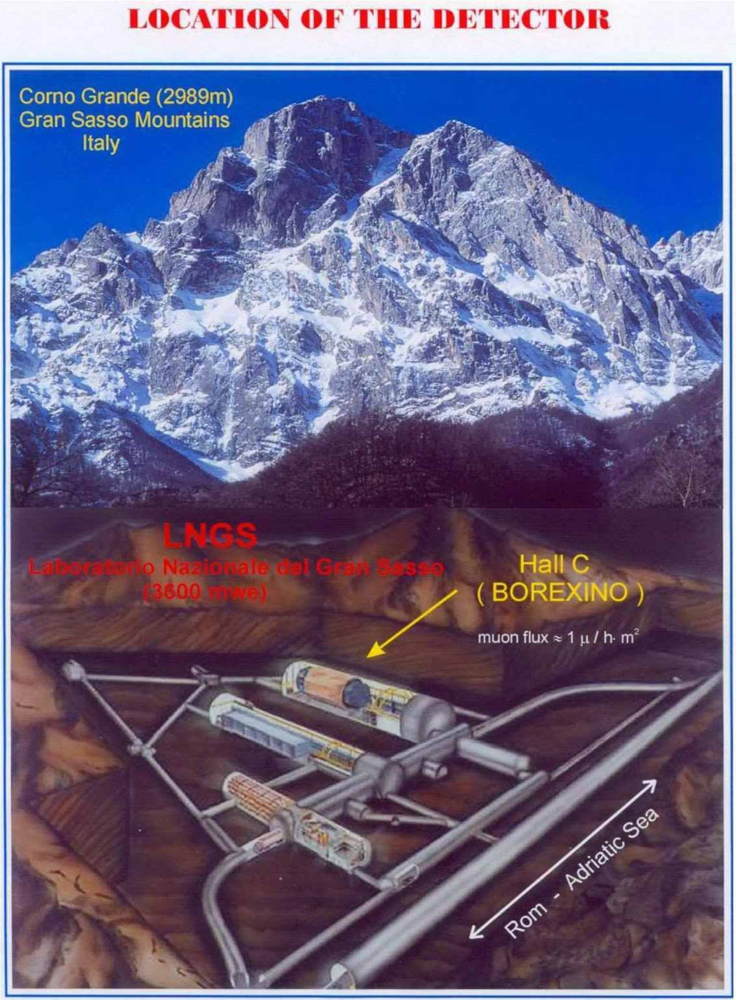 LOCATION OF THE DETECTOR
Corno Grande (2989m)
Gran Sasso Mountains
Italy
LNGS
Laboratorio Nazionale del Gran Sasso
(3600 mwe)
Hall C
( BOREXINO )
muon flux ≈ 1 μ / h· m²
Rom - Adriatic Sea